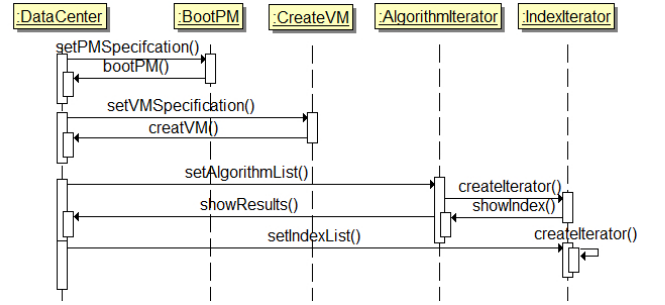 :DataCenter :BootPM :CreateVM :AlgorithmIterator :IndexIterator
setPMSpecifcation()
bootPM()
setVMSpecification()
creatVM()
setAlgorithmList()
createIterator()
showResults() showIndex()
setIndexList() createIterator()